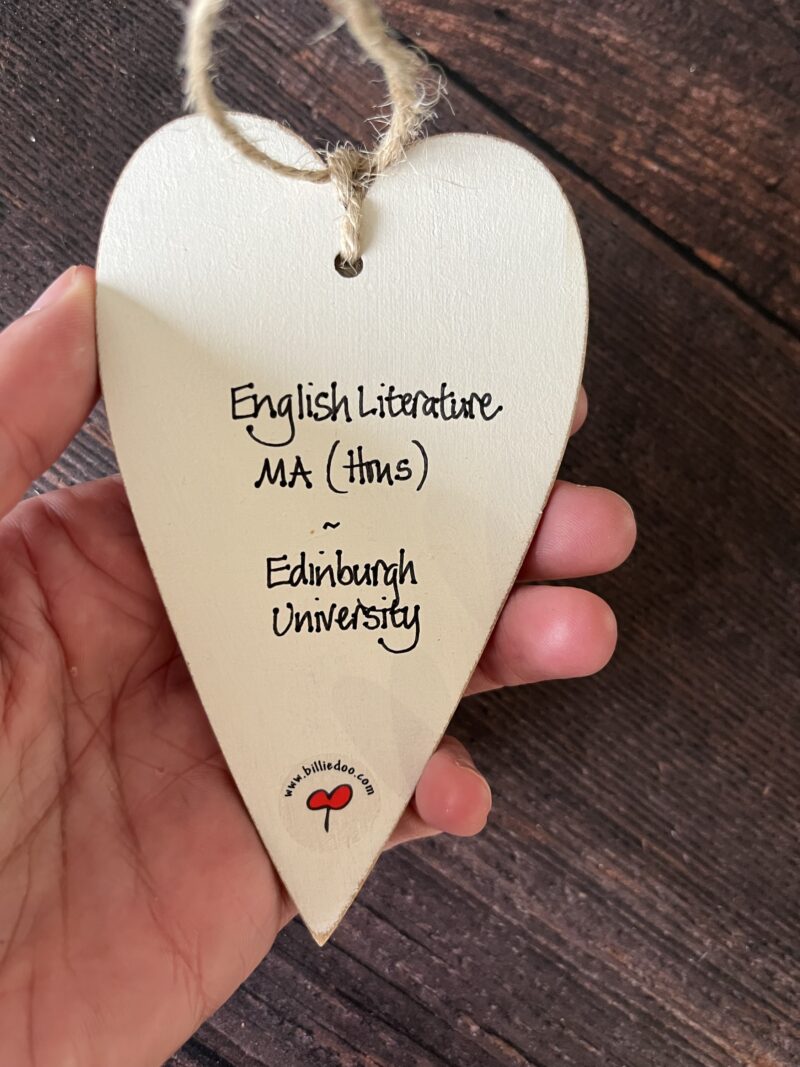 English Literature
MA (Hons)
~
Edinburgh
University
www.billiedoo.com